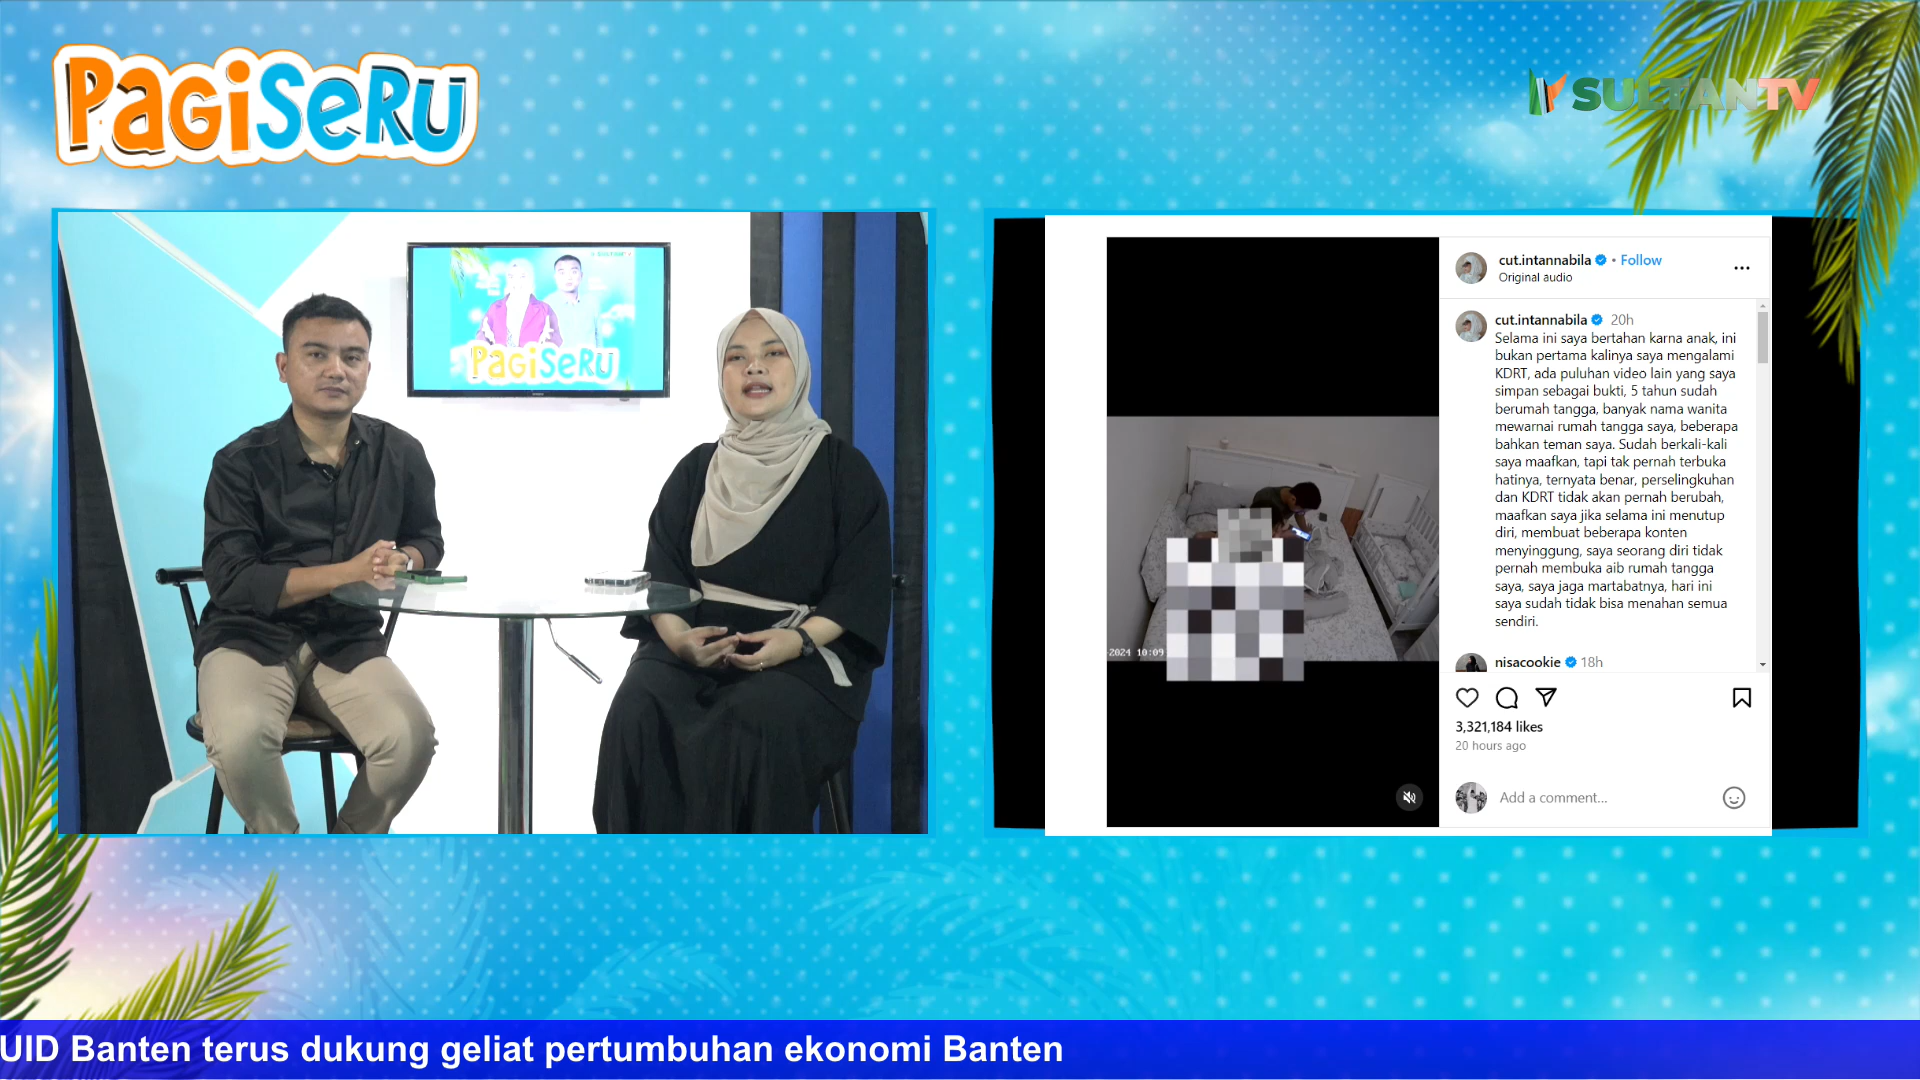 PAGISERU
SULTANTV
SULTANTV
PAGISERU
cut.intannabila • Follow
Original audio
cut.intannabila 20h
Selama ini saya bertahan karna anak, ini
bukan pertama kalinya saya mengalami
KDRT, ada puluhan video lain yang saya
simpan sebagai bukti, 5 tahun sudah
berumah tangga, banyak nama wanita
mewarnai rumah tangga saya, beberapa
bahkan teman saya. Sudah berkali-kali
saya maafkan, tapi tak pernah terbuka
hatinya, ternyata benar, perselingkuhan
dan KDRT tidak akan pernah berubah,
maafkan saya jika selama ini menutup
diri, membuat beberapa konten
menyinggung, saya seorang diri tidak
pernah membuka aib rumah tangga
saya, saya jaga martabatnya, hari ini
saya sudah tidak bisa menahan semua
sendiri.
-2024 10:09
nisacookie 18h
3,321,184 likes
20 hours ago
Add a comment...
UID Banten terus dukung geliat pertumbuhan ekonomi Banten